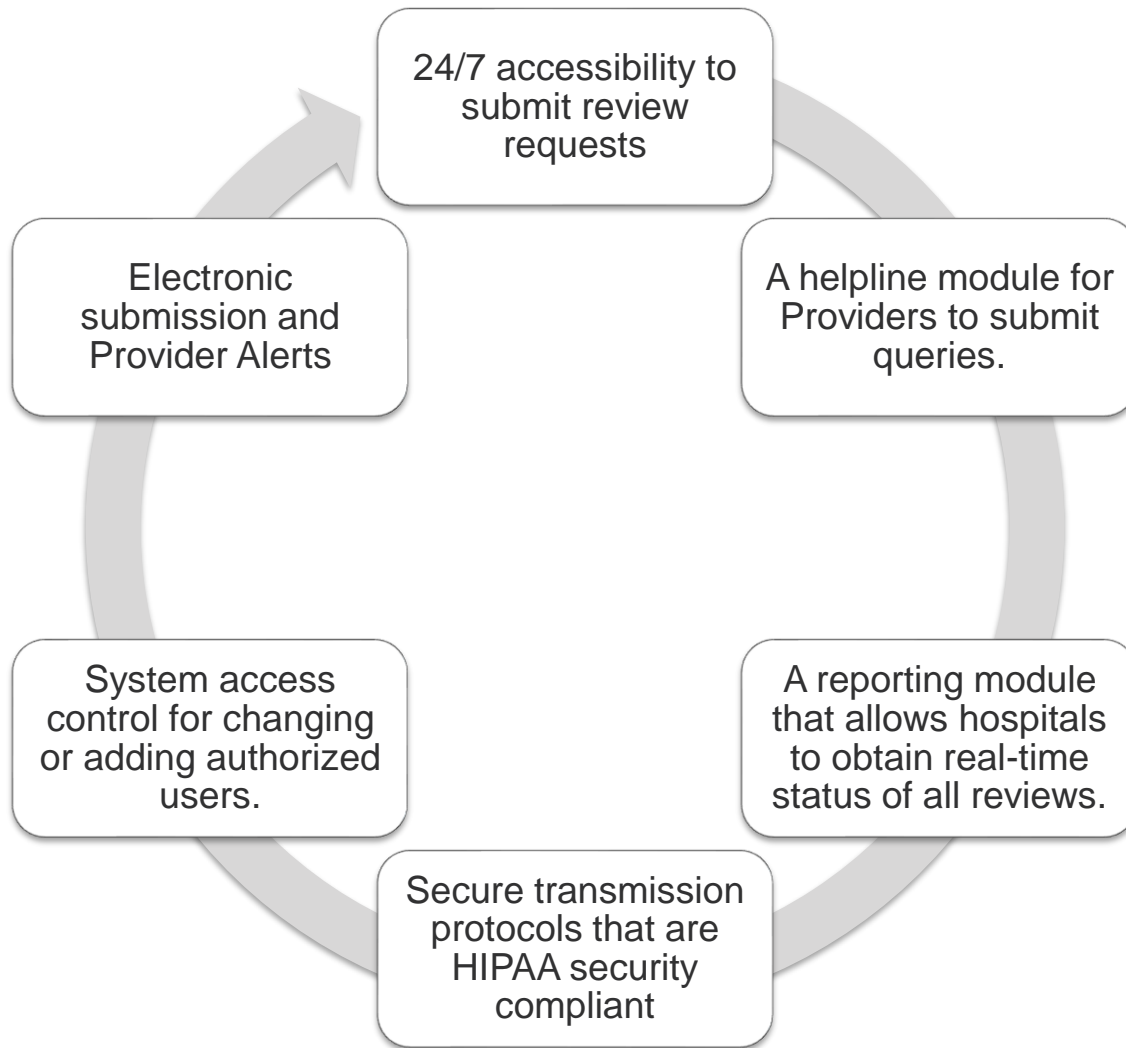 24/7 accessibility to
submit review
requests
A helpline module for
Providers to submit
queries.
A reporting module
that allows hospitals
to obtain real-time
status of all reviews.
Secure transmission
protocols that are
HIPAA security
compliant
System access
control for changing
or adding authorized
users.
Electronic
submission and
Provider Alerts